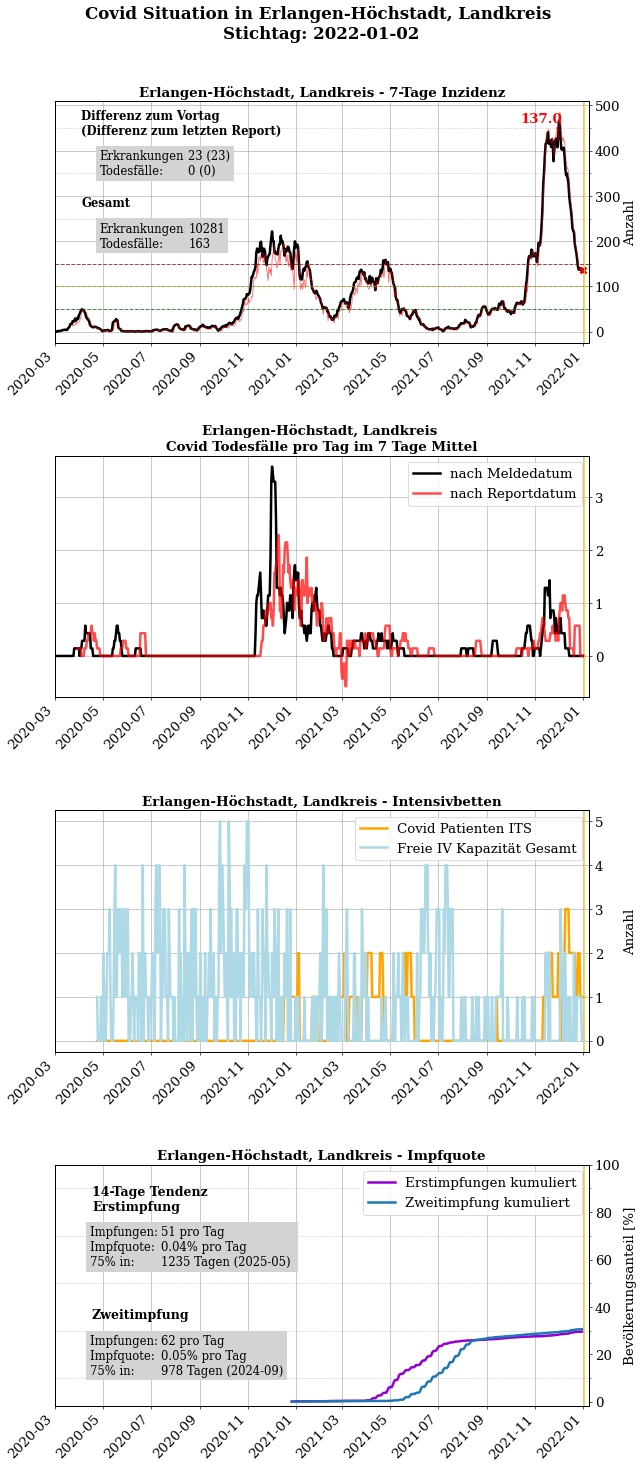 Covid Situation in Erlangen-Höchstadt, Landkreis
Stichtag: 2022-01-02
Erlangen-Höchstadt, Landkreis - 7-Tage Inzidenz
Differenz zum Vortag
(Differenz zum letzten Report)
Erkrankungen 23 (23)
Todesfälle: 0 (0)
Gesamt
Erkrankungen 10281
Todesfälle: 163
137.0
500
400
300
200
100
0
Anzahl
2020-03
2020-05
2020-07
2020-09
2020-11
2021-01
2021-03
2021-05
2021-07
2021-09
2021-11
2022-01
Erlangen-Höchstadt, Landkreis
Covid Todesfälle pro Tag im 7 Tage Mittel
nach Meldedatum
nach Reportdatum
3
2
1
0
2020-03
2020-05
2020-07
2020-09
2020-11
2021-01
2021-03
2021-05
2021-07
2021-09
2021-11
2022-01
Erlangen-Höchstadt, Landkreis - Intensivbetten
Covid Patienten ITS
Freie IV Kapazität Gesamt
5
4
3
2
1
0
Anzahl
2020-03
2020-05
2020-07
2020-09
2020-11
2021-01
2021-03
2021-05
2021-07
2021-09
2021-11
2022-01
Erlangen-Höchstadt, Landkreis - Impfquote
14-Tage Tendenz
Erstimpfung
Impfungen: 51 pro Tag
Impfquote: 0.04% pro Tag
75% in: 1235 Tagen (2025-05)
Zweitimpfung
Impfungen: 62 pro Tag
Impfquote: 0.05% pro Tag
75% in: 978 Tagen (2024-09)
Erstimpfungen kumuliert
Zweitimpfung kumuliert
100
80
60
40
20
0
Bevölkerungsanteil [%]
2020-03
2020-05
2020-07
2020-09
2020-11
2021-01
2021-03
2021-05
2021-07
2021-09
2021-11
2022-01